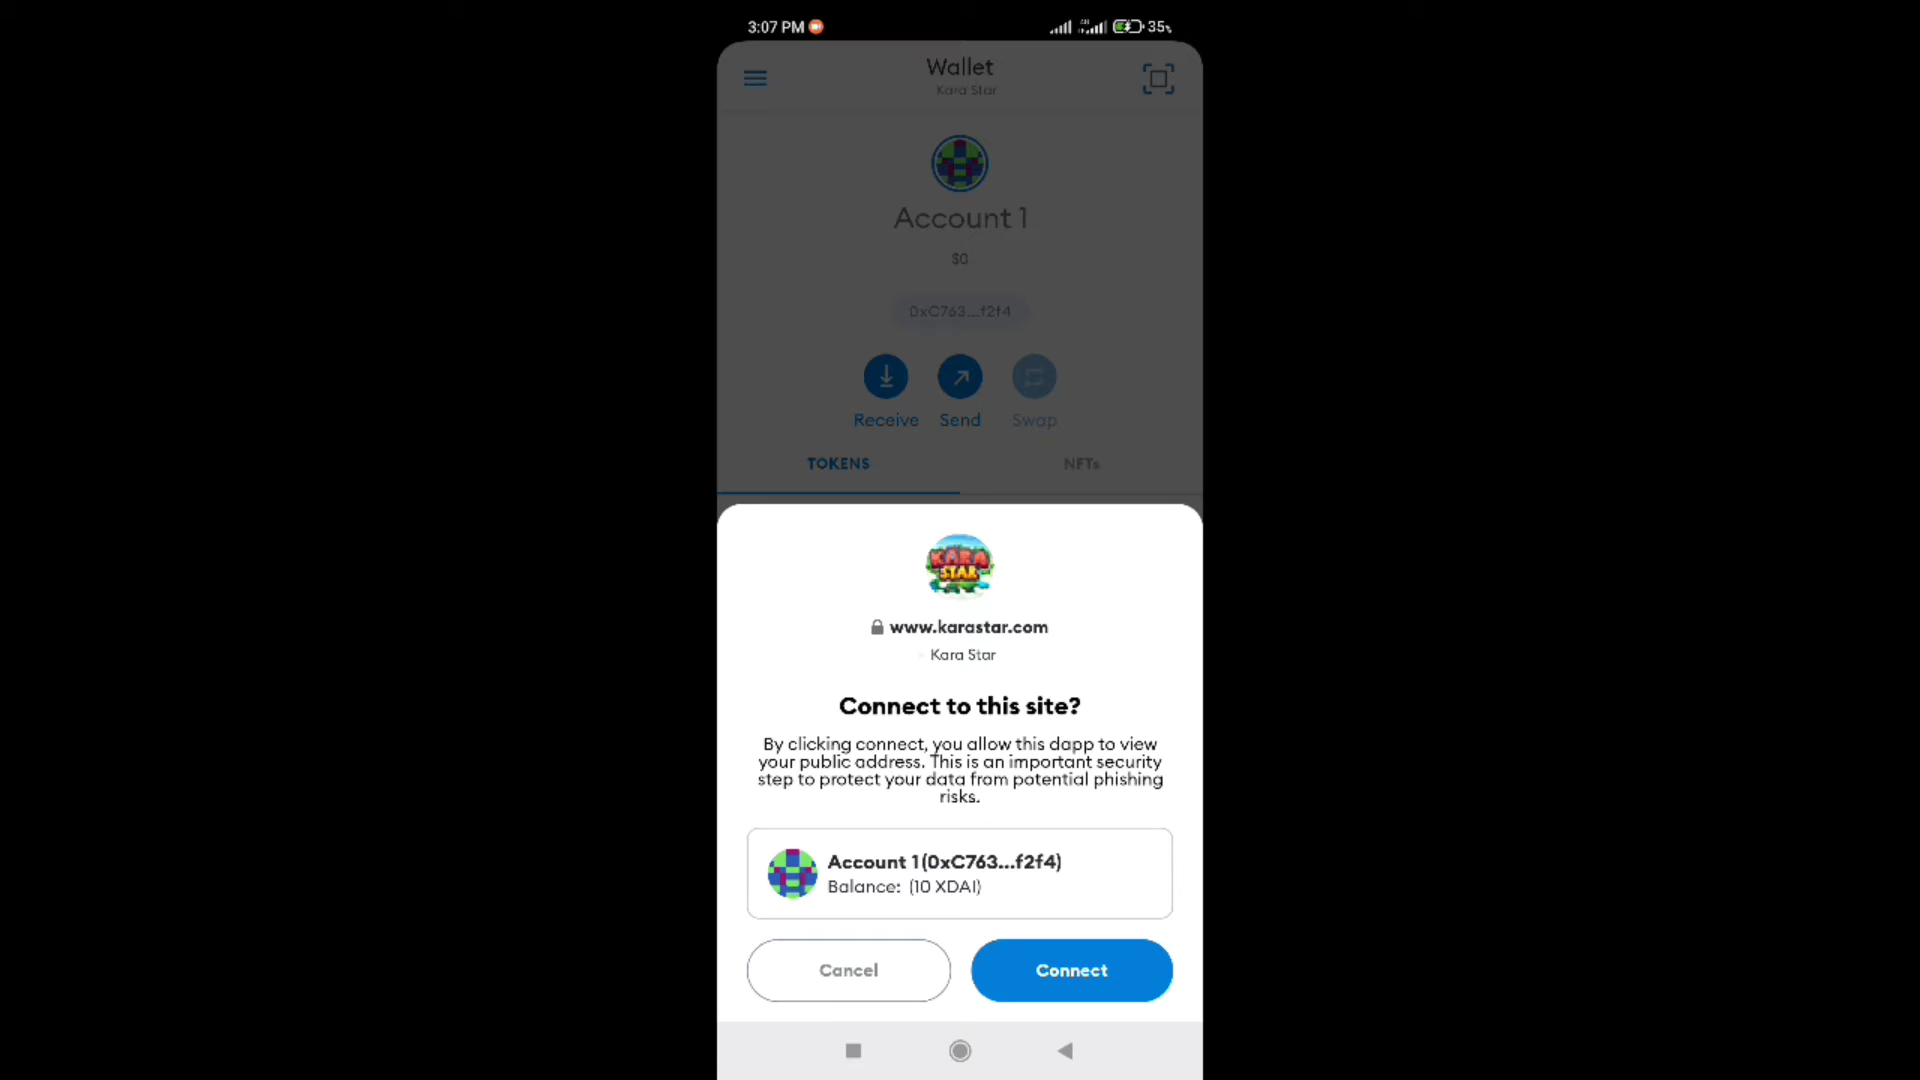 3:07 PM
35%
Wallet
Kara Star
Account 1
$0
0xC763...f2f4
Receive Send Swap
TOKENS NFTs
KARA
STAR
www.karastar.com
Kara Star
Connect to this site?
By clicking connect, you allow this dapp to view
your public address. This is an important security
step to protect your data from potential phishing
risks.
Account 1 (0xC763...f2f4)
Balance: (10 XDAI)
Cancel Connect